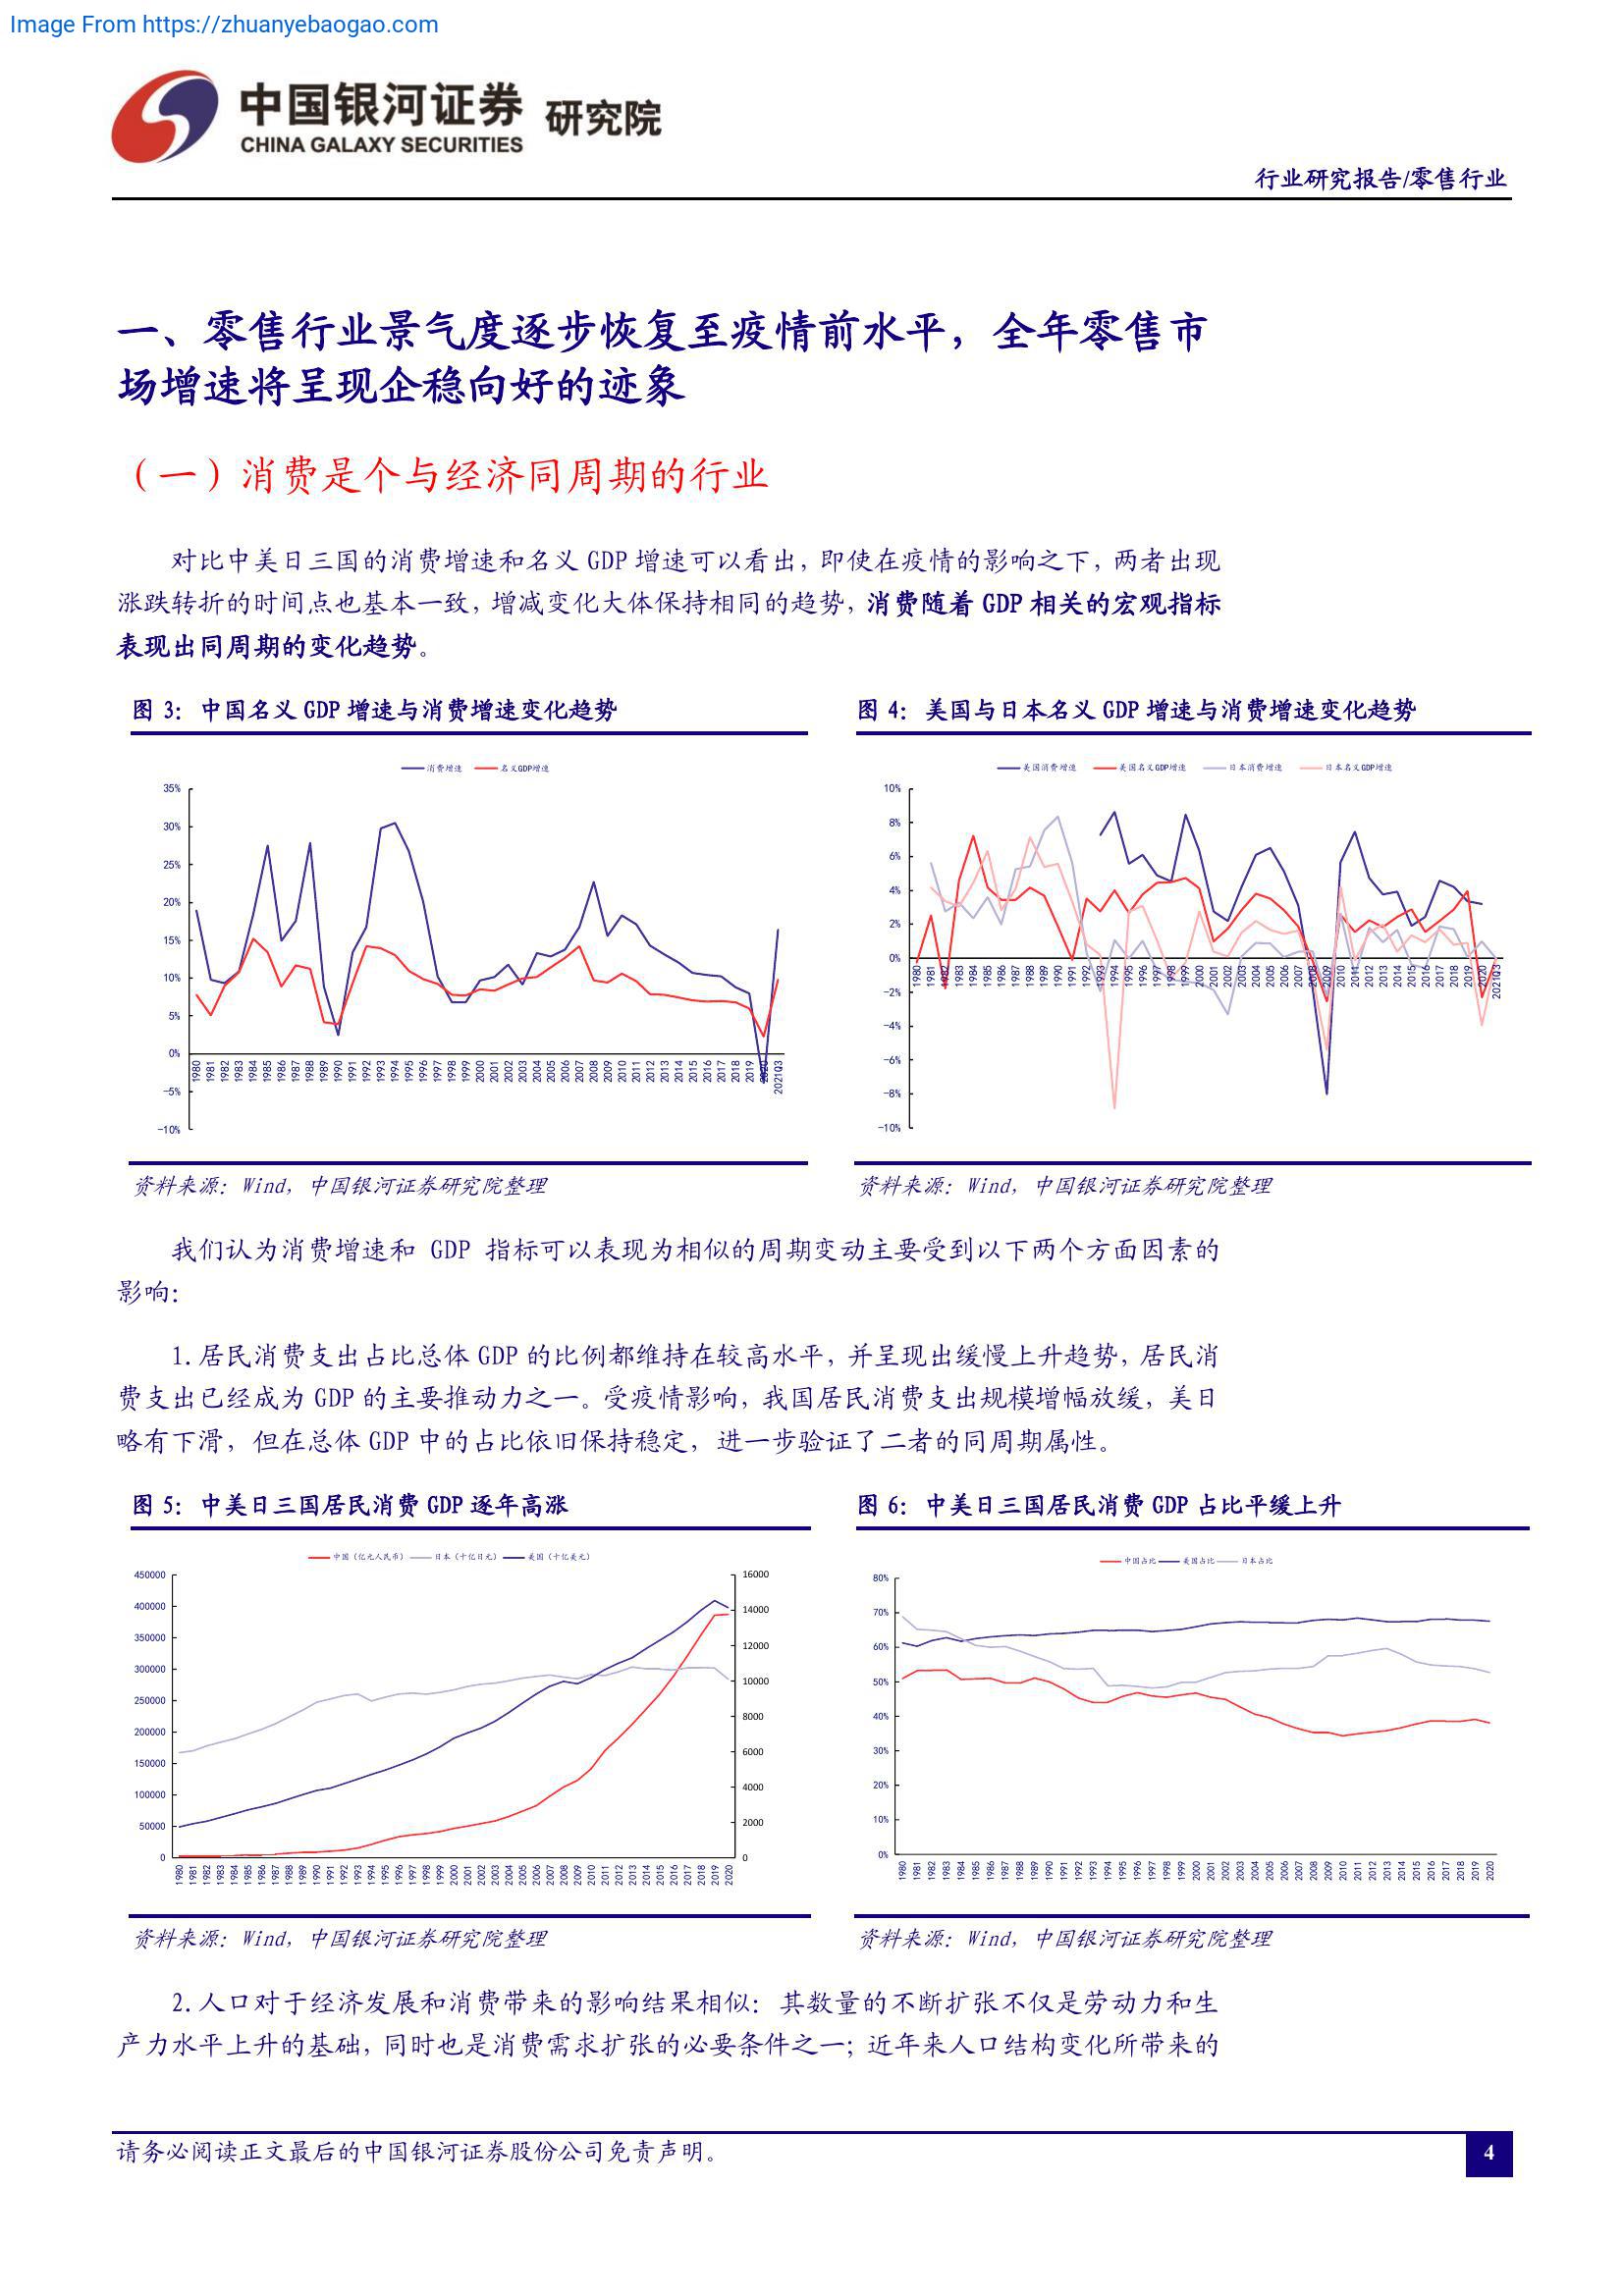 Image From https://zhuanyebaogao.com
中国银河证券 研究院
CHINA GALAXY SECURITIES
行业研究报告/零售行业
一、零售行业景气度逐步恢复至疫情前水平，全年零售市
场增速将呈现企稳向好的迹象
（一）消费是个与经济同周期的行业
对比中美日三国的消费增速和名义 GDP 增速可以看出，即使在疫情的影响之下，两者出现
涨跌转折的时间点也基本一致，增减变化大体保持相同的趋势，消费随着 GDP 相关的宏观指标
表现出同周期的变化趋势。
图 3：中国名义 GDP 增速与消费增速变化趋势
消费增速 名义GDP增速
35%
30%
25%
20%
15%
10%
5%
0%
-5%
-10%
1980 1981 1982 1983 1984 1985 1986 1987 1988 1989 1990 1991 1992 1993 1994 1995 1996 1997 1998 1999 2000 2001 2002 2003 2004 2005 2006 2007 2008 2009 2010 2011 2012 2013 2014 2015 2016 2017 2018 2019 2020 2021Q3
资料来源：Wind，中国银河证券研究院整理
图 4：美国与日本名义 GDP 增速与消费增速变化趋势
美国消费增速 美国名义GDP增速 日本消费增速 日本名义GDP增速
10%
8%
6%
4%
2%
0%
-2%
-4%
-6%
-8%
-10%
1980 1981 1982 1983 1984 1985 1986 1987 1988 1989 1990 1991 1992 1993 1994 1995 1996 1997 1998 1999 2000 2001 2002 2003 2004 2005 2006 2007 2008 2009 2010 2011 2012 2013 2014 2015 2016 2017 2018 2019 2020 2021Q3
资料来源：Wind，中国银河证券研究院整理
我们认为消费增速和 GDP 指标可以表现为相似的周期变动主要受到以下两个方面因素的
影响：
1.居民消费支出占比总体 GDP 的比例都维持在较高水平，并呈现出缓慢上升趋势，居民消
费支出已经成为 GDP 的主要推动力之一。受疫情影响，我国居民消费支出规模增幅放缓，美日
略有下滑，但在总体 GDP 中的占比依旧保持稳定，进一步验证了二者的同周期属性。
图 5：中美日三国居民消费 GDP 逐年高涨
中国（亿元人民币） 日本（十亿日元） 美国（十亿美元）
450000
400000
350000
300000
250000
200000
150000
100000
50000
0
16000
14000
12000
10000
8000
6000
4000
2000
0
1980 1981 1982 1983 1984 1985 1986 1987 1988 1989 1990 1991 1992 1993 1994 1995 1996 1997 1998 1999 2000 2001 2002 2003 2004 2005 2006 2007 2008 2009 2010 2011 2012 2013 2014 2015 2016 2017 2018 2019 2020
资料来源：Wind，中国银河证券研究院整理
图 6：中美日三国居民消费 GDP 占比平缓上升
中国占比 美国占比 日本占比
80%
70%
60%
50%
40%
30%
20%
10%
0%
1980 1981 1982 1983 1984 1985 1986 1987 1988 1989 1990 1991 1992 1993 1994 1995 1996 1997 1998 1999 2000 2001 2002 2003 2004 2005 2006 2007 2008 2009 2010 2011 2012 2013 2014 2015 2016 2017 2018 2019 2020
资料来源：Wind，中国银河证券研究院整理
2.人口对于经济发展和消费带来的影响结果相似：其数量的不断扩张不仅是劳动力和生
产力水平上升的基础，同时也是消费需求扩张的必要条件之一；近年来人口结构变化所带来的
请务必阅读正文最后的中国银河证券股份公司免责声明。
4